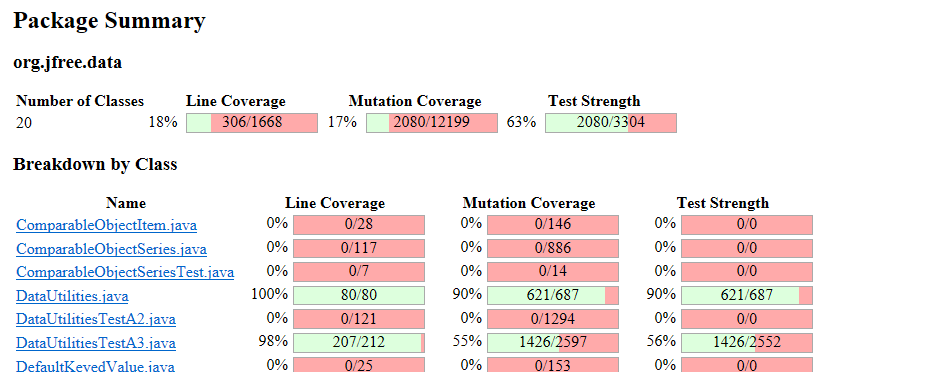 Package Summary
org.jfree.data
Number of Classes Line Coverage Mutation Coverage Test Strength
20 18% 306/1668 17% 2080/12199 63% 2080/3304
Breakdown by Class
Name Line Coverage Mutation Coverage Test Strength
ComparableObjectItem.java 0% 0/28 0% 0/146 0% 0/0
ComparableObjectSeries.java 0% 0/117 0% 0/886 0% 0/0
ComparableObjectSeriesTest.java 0% 0/7 0% 0/14 0% 0/0
DataUtilities.java 100% 80/80 90% 621/687 90% 621/687
DataUtilitiesTestA2.java 0% 0/121 0% 0/1294 0% 0/0
DataUtilitiesTestA3.java 98% 207/212 55% 1426/2597 56% 1426/2552
DefaultKeyedValue.java 0% 0/25 0% 0/153 0% 0/0